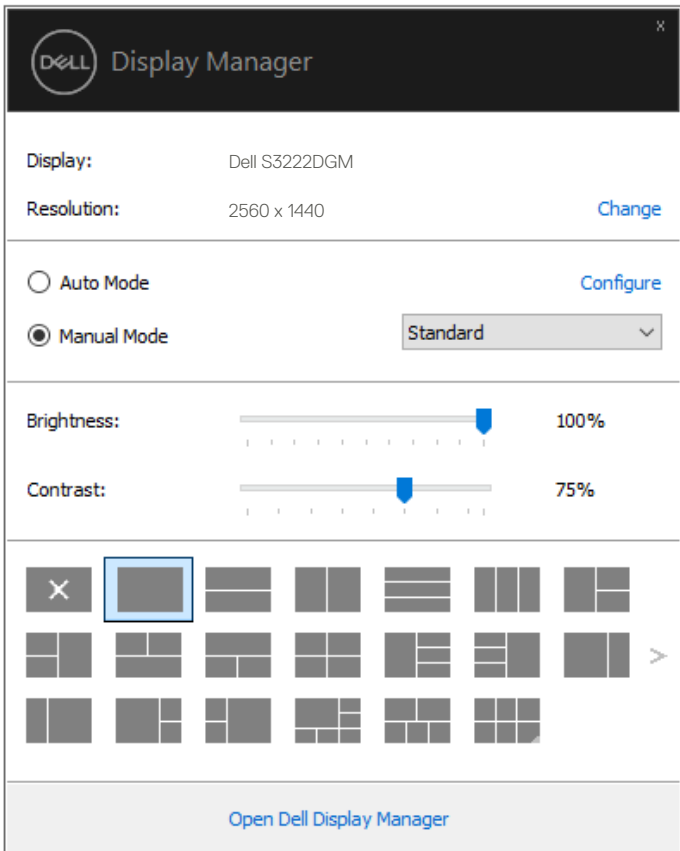 x
DELL Display Manager
Display: Dell S3222DGM
Resolution: 2560 x 1440 Change
Auto Mode Configure
Manual Mode Standard
Brightness: 100%
Contrast: 75%
Open Dell Display Manager